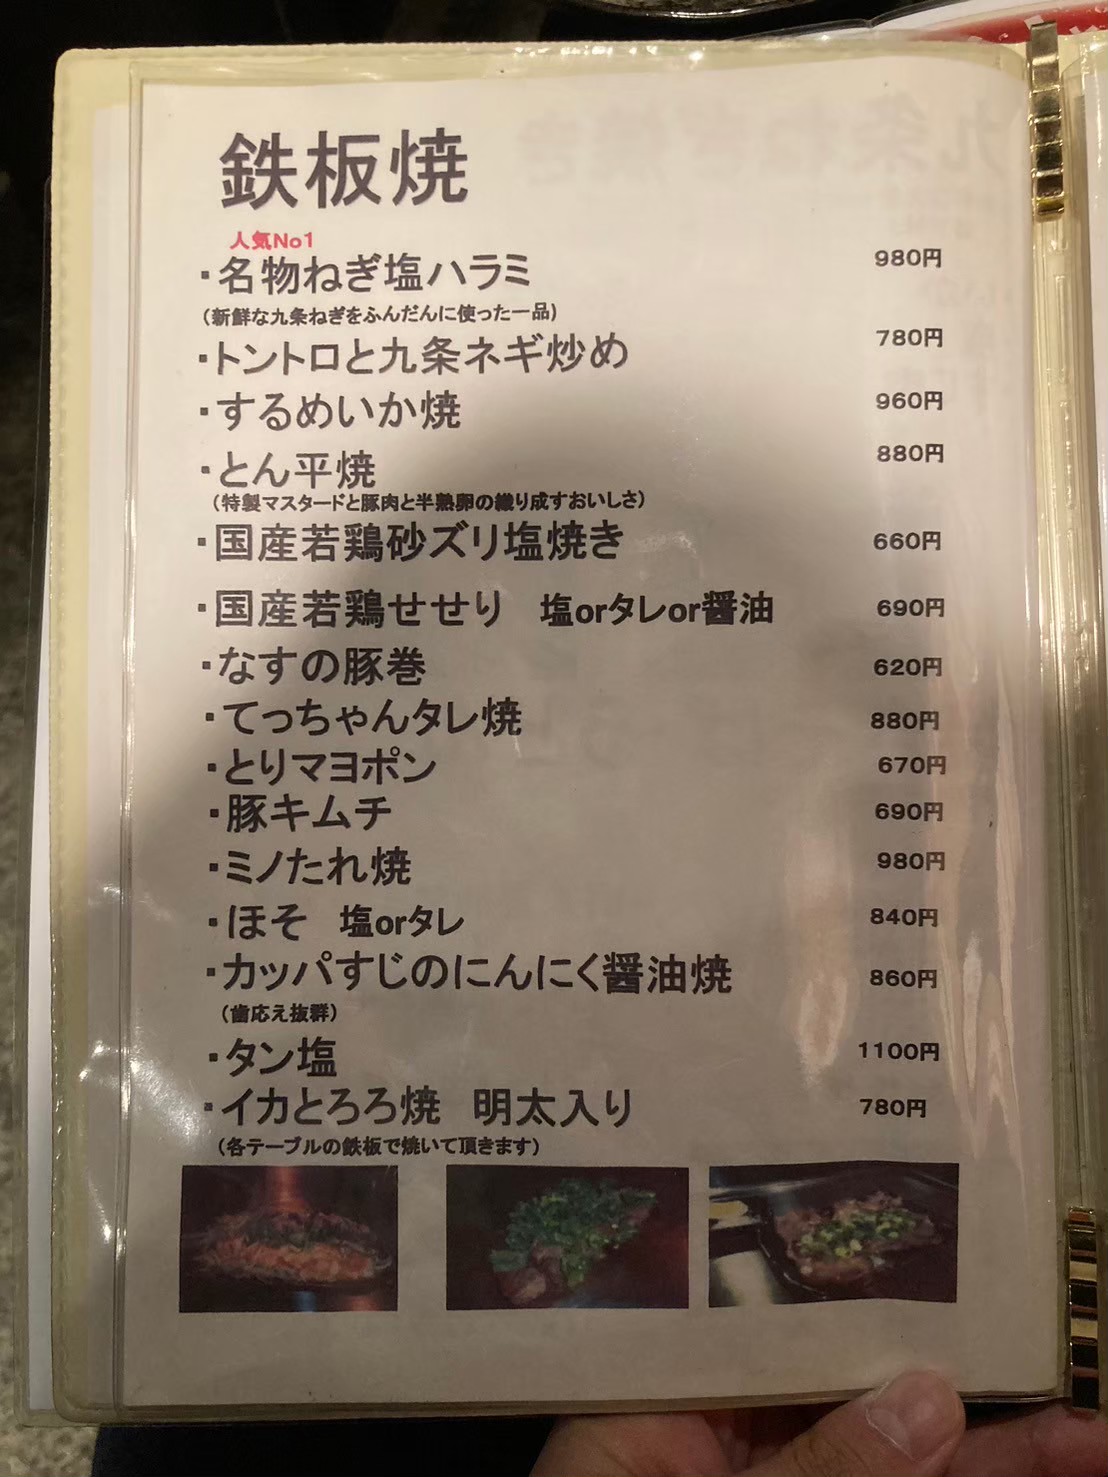 鉄板焼
人気No1
・名物ねぎ塩ハラミ 980円
(新鮮な九条ねぎをふんだんに使った一品)
・トントロと九条ネギ炒め 780円
・するめいか焼 960円
・とん平焼 880円
(特製マスタードと豚肉と半熟卵の織り成すおいしさ)
・国産若鶏砂ズリ塩焼き 660円
・国産若鶏せせり 塩orタレor醤油 690円
・なすの豚巻 620円
・てっちゃんタレ焼 880円
・とりマヨポン 670円
・豚キムチ 690円
・ミノたれ焼 980円
・ほそ 塩orタレ 840円
・カッパすじのにんにく醤油焼 860円
(歯応え抜群)
・タン塩 1100円
・イカとろろ焼 明太入り 780円
(各テーブルの鉄板で焼いて頂きます)